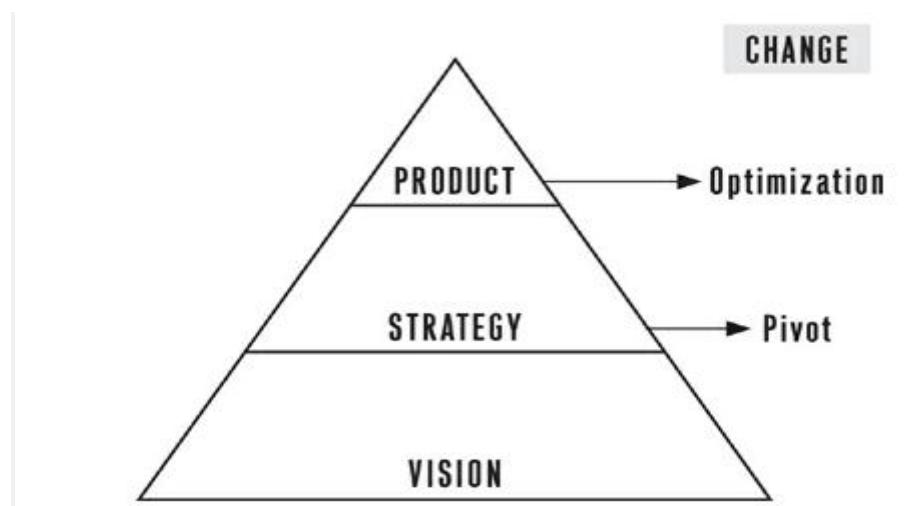 CHANGE
PRODUCT
Optimization
STRATEGY
Pivot
VISION